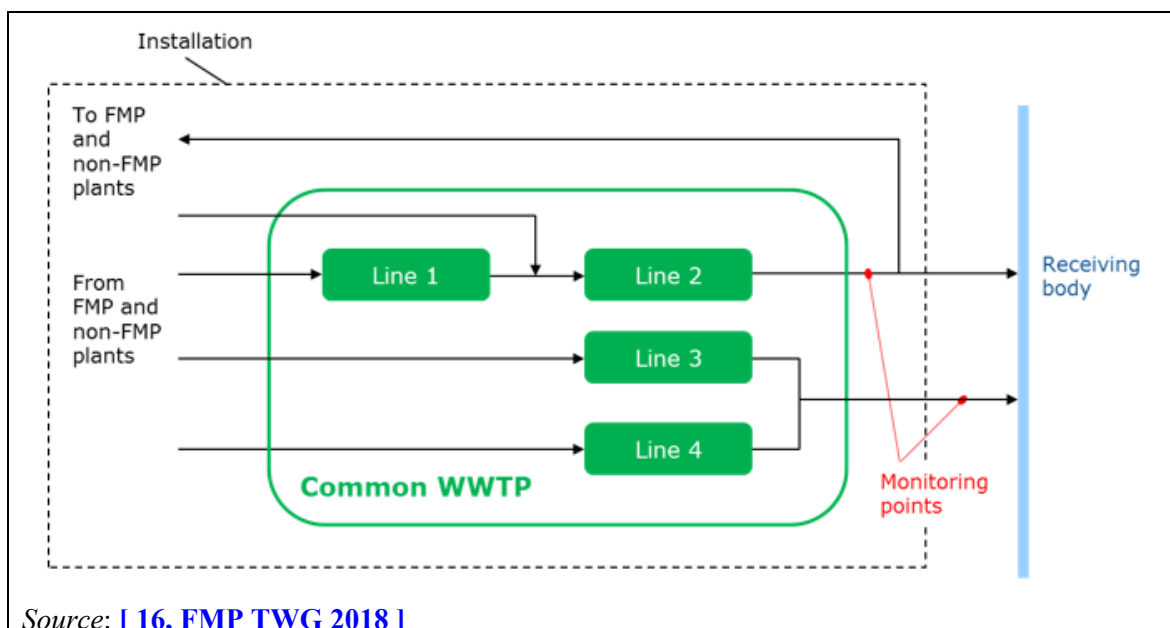 Installation
To FMP
and
non-FMP
plants
From
FMP and
non-FMP
plants
Line 1
Line 2
Line 3
Line 4
Common WWTP
Receiving
body
Monitoring
points
Source: [ 16, FMP TWG 2018 ]